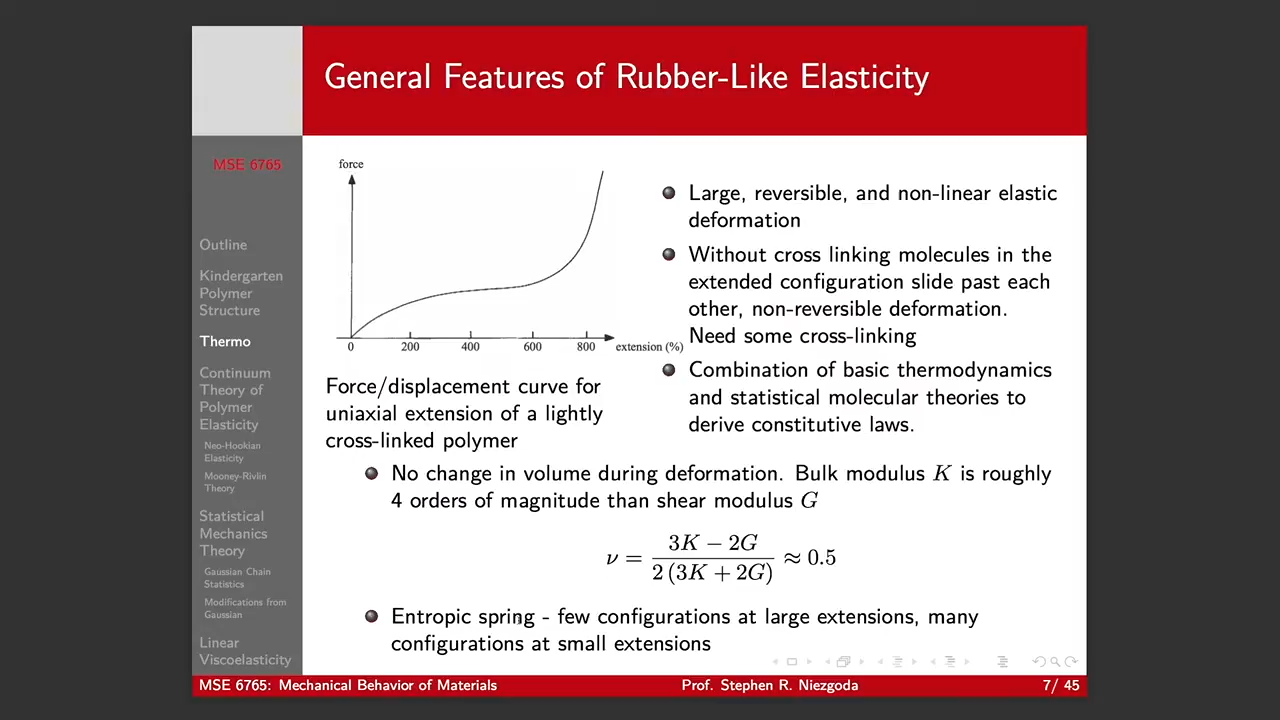 General Features of Rubber-Like Elasticity
MSE 6765
Outline
Kindergarten
Polymer
Structure
Thermo
Continuum
Theory of
Polymer
Elasticity
Neo-Hookian
Elasticity
Mooney-Rivlin
Theory
Statistical
Mechanics
Theory
Gaussian Chain
Statistics
Modifications from
Gaussian
Linear
Viscoelasticity
force
0 200 400 600 800 extension (%)
Force/displacement curve for
uniaxial extension of a lightly
cross-linked polymer
Large, reversible, and non-linear elastic
deformation
Without cross linking molecules in the
extended configuration slide past each
other, non-reversible deformation.
Need some cross-linking
Combination of basic thermodynamics
and statistical molecular theories to
derive constitutive laws.
No change in volume during deformation. Bulk modulus K is roughly
4 orders of magnitude than shear modulus G
ν = (3K − 2G) / (2 (3K + 2G)) ≈ 0.5
Entropic spring - few configurations at large extensions, many
configurations at small extensions
MSE 6765: Mechanical Behavior of Materials Prof. Stephen R. Niezgoda 7/ 45